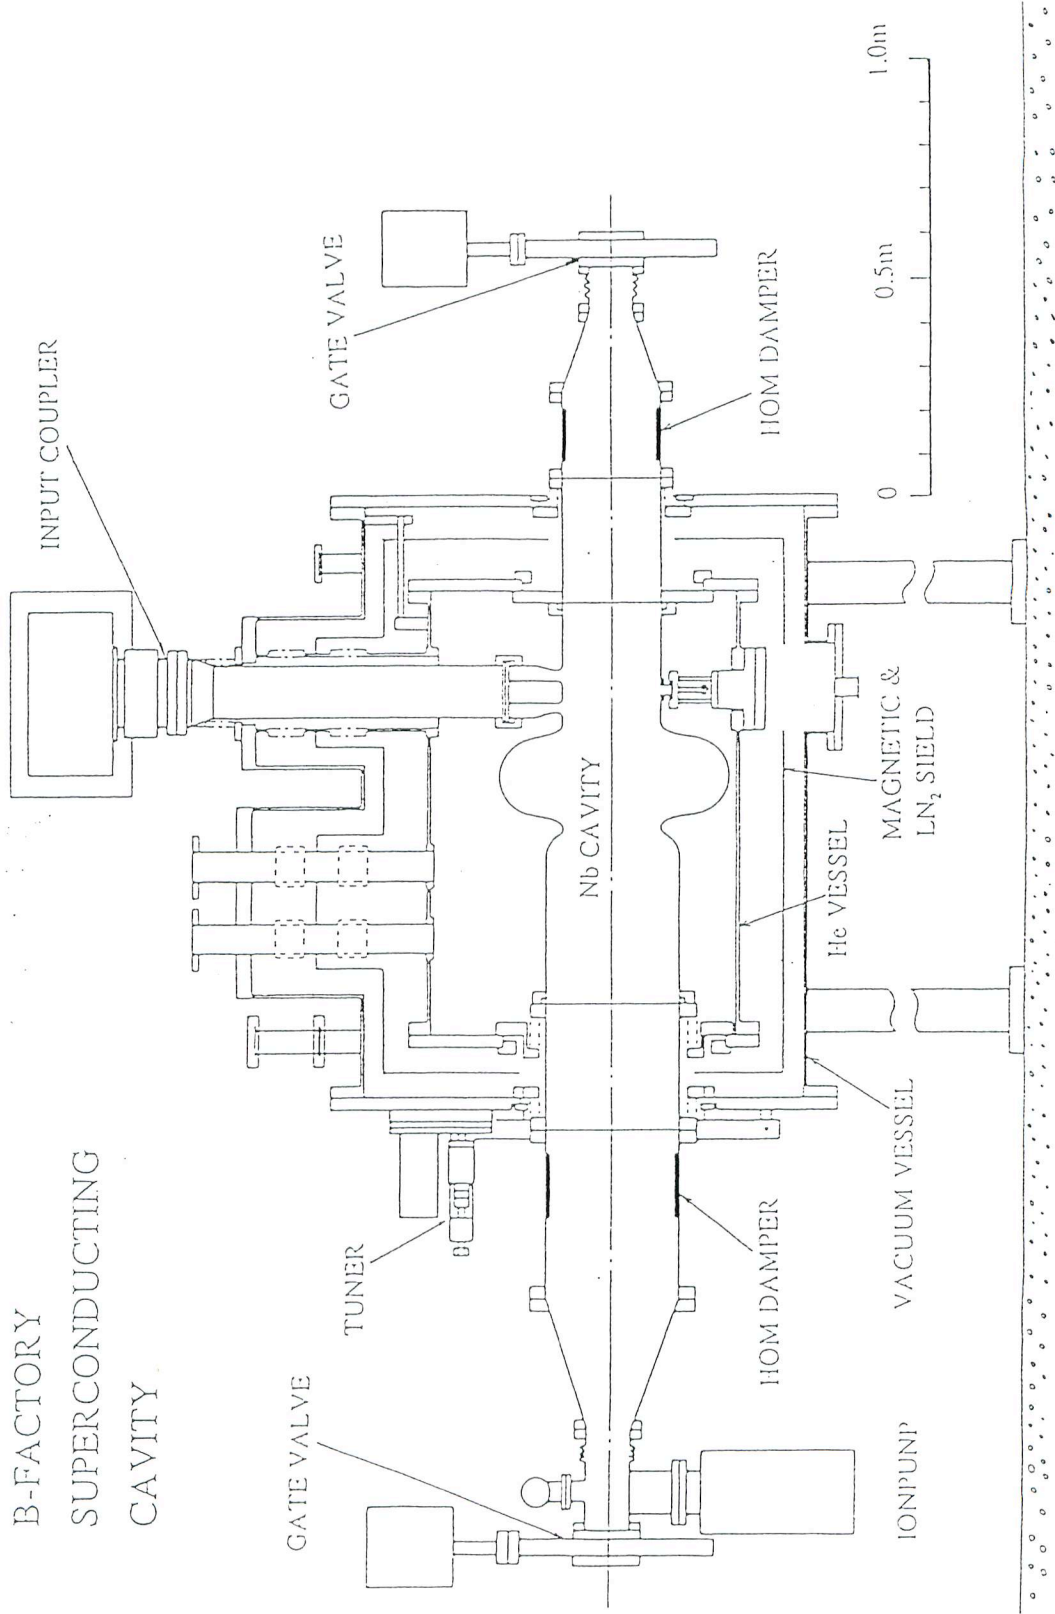 B-FACTORY
SUPERCONDUCTING
CAVITY
INPUT COUPLER
GATE VALVE
GATE VALVE
TUNER
Nb CAVITY
HOM DAMPER
HOM DAMPER
IONPUNP
VACUUM VESSEL
He VESSEL
MAGNETIC &
LN₂ SIELD
0
0.5m
1.0m